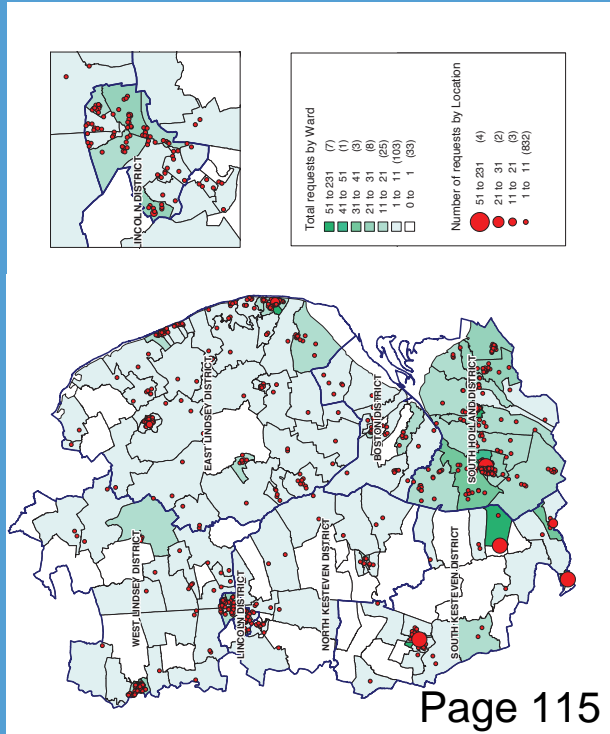 LINCOLN DISTRICT
Total requests by Ward
51 to 231 (7)
41 to 51 (1)
31 to 41 (3)
21 to 31 (8)
11 to 21 (25)
1 to 11 (103)
0 to 1 (33)
Number of requests by Location
51 to 231 (4)
21 to 31 (2)
11 to 21 (3)
1 to 11 (832)
WEST LINDSEY DISTRICT
EAST LINDSEY DISTRICT
LINCOLN DISTRICT
NORTH KESTEVEN DISTRICT
BOSTON DISTRICT
SOUTH KESTEVEN DISTRICT
SOUTH HOLLAND DISTRICT
Page 115